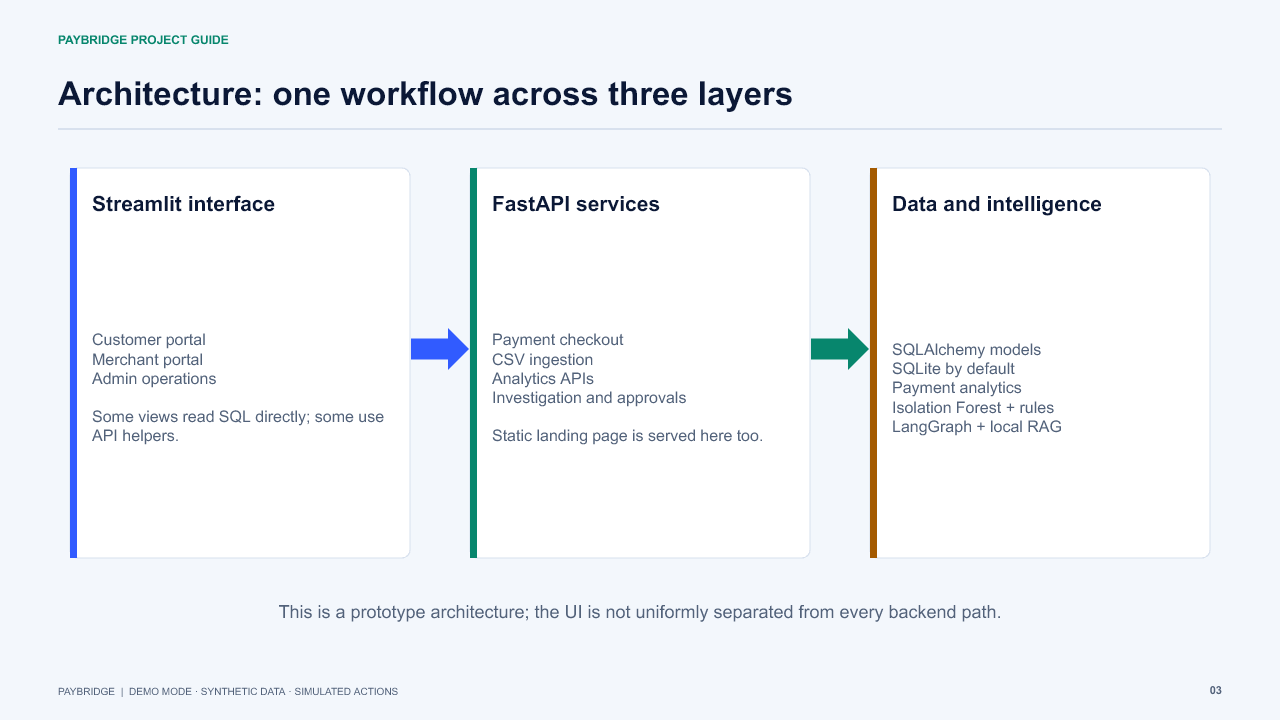 PAYBRIDGE PROJECT GUIDE
Architecture: one workflow across three layers
Streamlit interface
Customer portal
Merchant portal
Admin operations
Some views read SQL directly; some use
API helpers.
FastAPI services
Payment checkout
CSV ingestion
Analytics APIs
Investigation and approvals
Static landing page is served here too.
Data and intelligence
SQLAlchemy models
SQLite by default
Payment analytics
Isolation Forest + rules
LangGraph + local RAG
This is a prototype architecture; the UI is not uniformly separated from every backend path.
PAYBRIDGE | DEMO MODE · SYNTHETIC DATA · SIMULATED ACTIONS
03